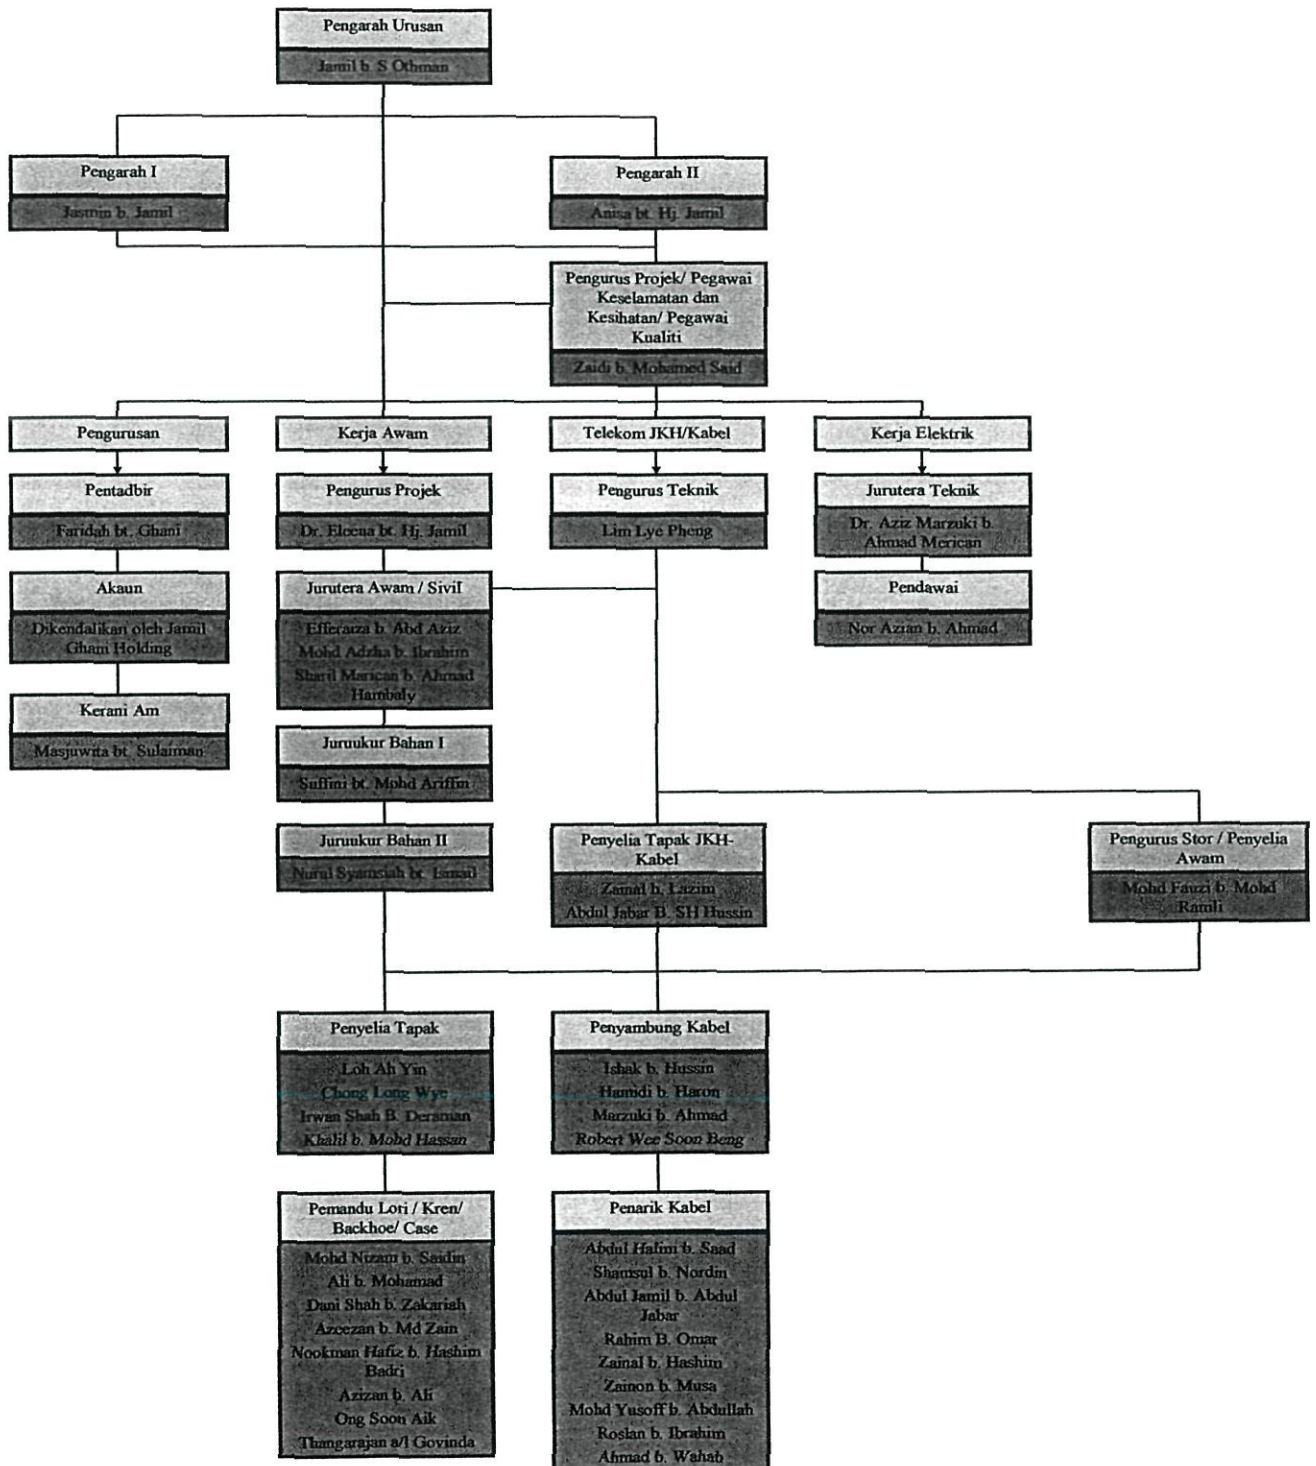 Pengarah Urusan
Jamil b. S Othman
Pengarah I
Jasmin b. Jamil
Pengarah II
Anisa bt. Hj. Jamil
Pengurus Projek/ Pegawai
Keselamatan dan
Kesihatan/ Pegawai
Kualiti
Zaidi b. Mohamed Said
Pengurusan
Kerja Awam
Telekom JKH/Kabel
Kerja Elektrik
Pentadbir
Faridah bt. Ghani
Pengurus Projek
Dr. Eleena bt. Hj. Jamil
Pengurus Teknik
Lim Lye Pheng
Jurutera Teknik
Dr. Aziz Marzuki b.
Ahmad Merican
Akaun
Dikendalikan oleh Jamil
Ghani Holding
Jurutera Awam / Sivil
Efferaiza b. Abd Aziz
Mohd Adzha b. Ibrahim
Sharil Marican b. Ahmad
Hambaly
Pendawai
Nor Azian b. Ahmad
Kerani Am
Masjuwita bt. Sulaiman
Juruukur Bahan I
Suffini bt. Mohd Ariffin
Juruukur Bahan II
Nurul Syamsiah bt. Ismail
Penyelia Tapak JKH-
Kabel
Zainal b. Lazim
Abdul Jabar B. SH Hussin
Pengurus Stor / Penyelia
Awam
Mohd Fauzi b. Mohd
Ramli
Penyelia Tapak
Loh Ah Yin
Chong Long Wye
Irwan Shah B. Deraman
Khalil b. Mohd Hassan
Penyambung Kabel
Ishak b. Hussin
Hamidi b. Haron
Marzuki b. Ahmad
Robert Wee Soon Beng
Pemandu Lori / Kren/
Backhoe/ Case
Mohd Nizam b. Saidin
Ali b. Mohamad
Dani Shah b. Zakariah
Azeezan b. Md Zain
Nookman Hafiz b. Hashim
Badri
Azizan b. Ali
Ong Soon Aik
Thangarajan a/l Govinda
Penarik Kabel
Abdul Halim b. Saad
Shamsul b. Nordin
Abdul Jamil b. Abdul
Jabar
Rahim B. Omar
Zainal b. Hashim
Zainon b. Musa
Mohd Yusoff b. Abdullah
Roslan b. Ibrahim
Ahmad b. Wahab